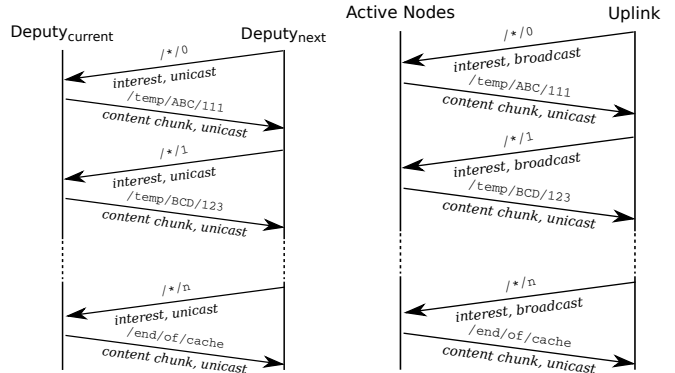 Deputycurrent
Deputynext
/*/0
interest, unicast
/temp/ABC/111
content chunk, unicast
/*/1
interest, unicast
/temp/BCD/123
content chunk, unicast
/*/n
interest, unicast
/end/of/cache
content chunk, unicast
Active Nodes
Uplink
/*/0
interest, broadcast
/temp/ABC/111
content chunk, unicast
/*/1
interest, broadcast
/temp/BCD/123
content chunk, unicast
/*/n
interest, broadcast
/end/of/cache
content chunk, unicast